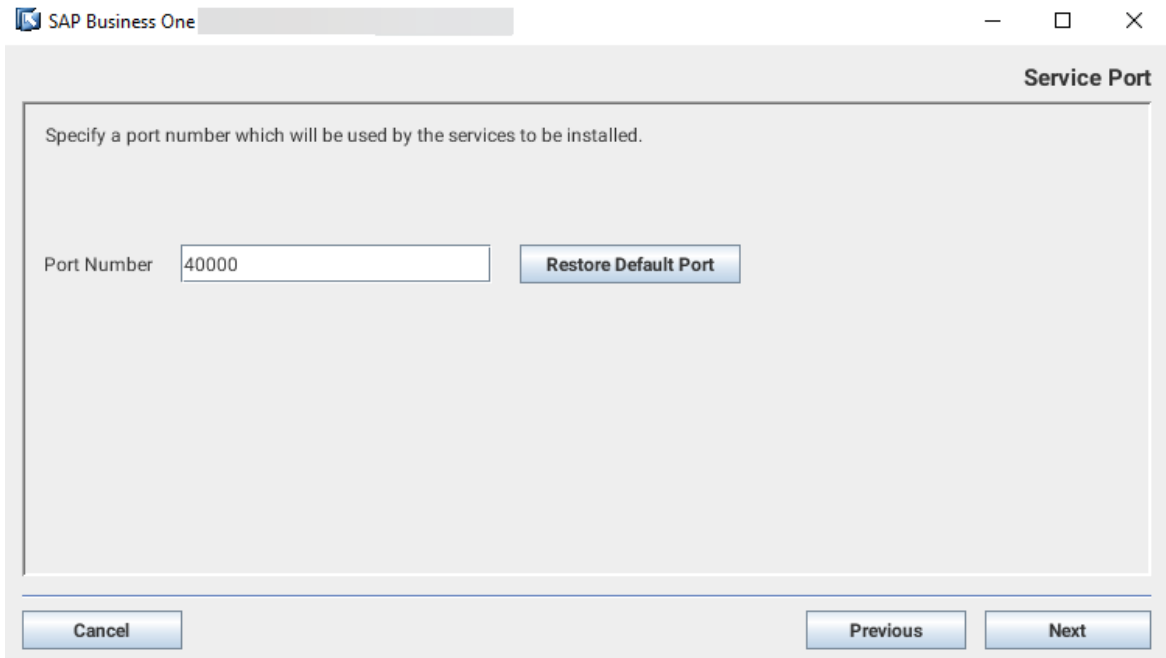 SAP Business One
Service Port
Specify a port number which will be used by the services to be installed.
Port Number 40000 Restore Default Port
Cancel Previous Next